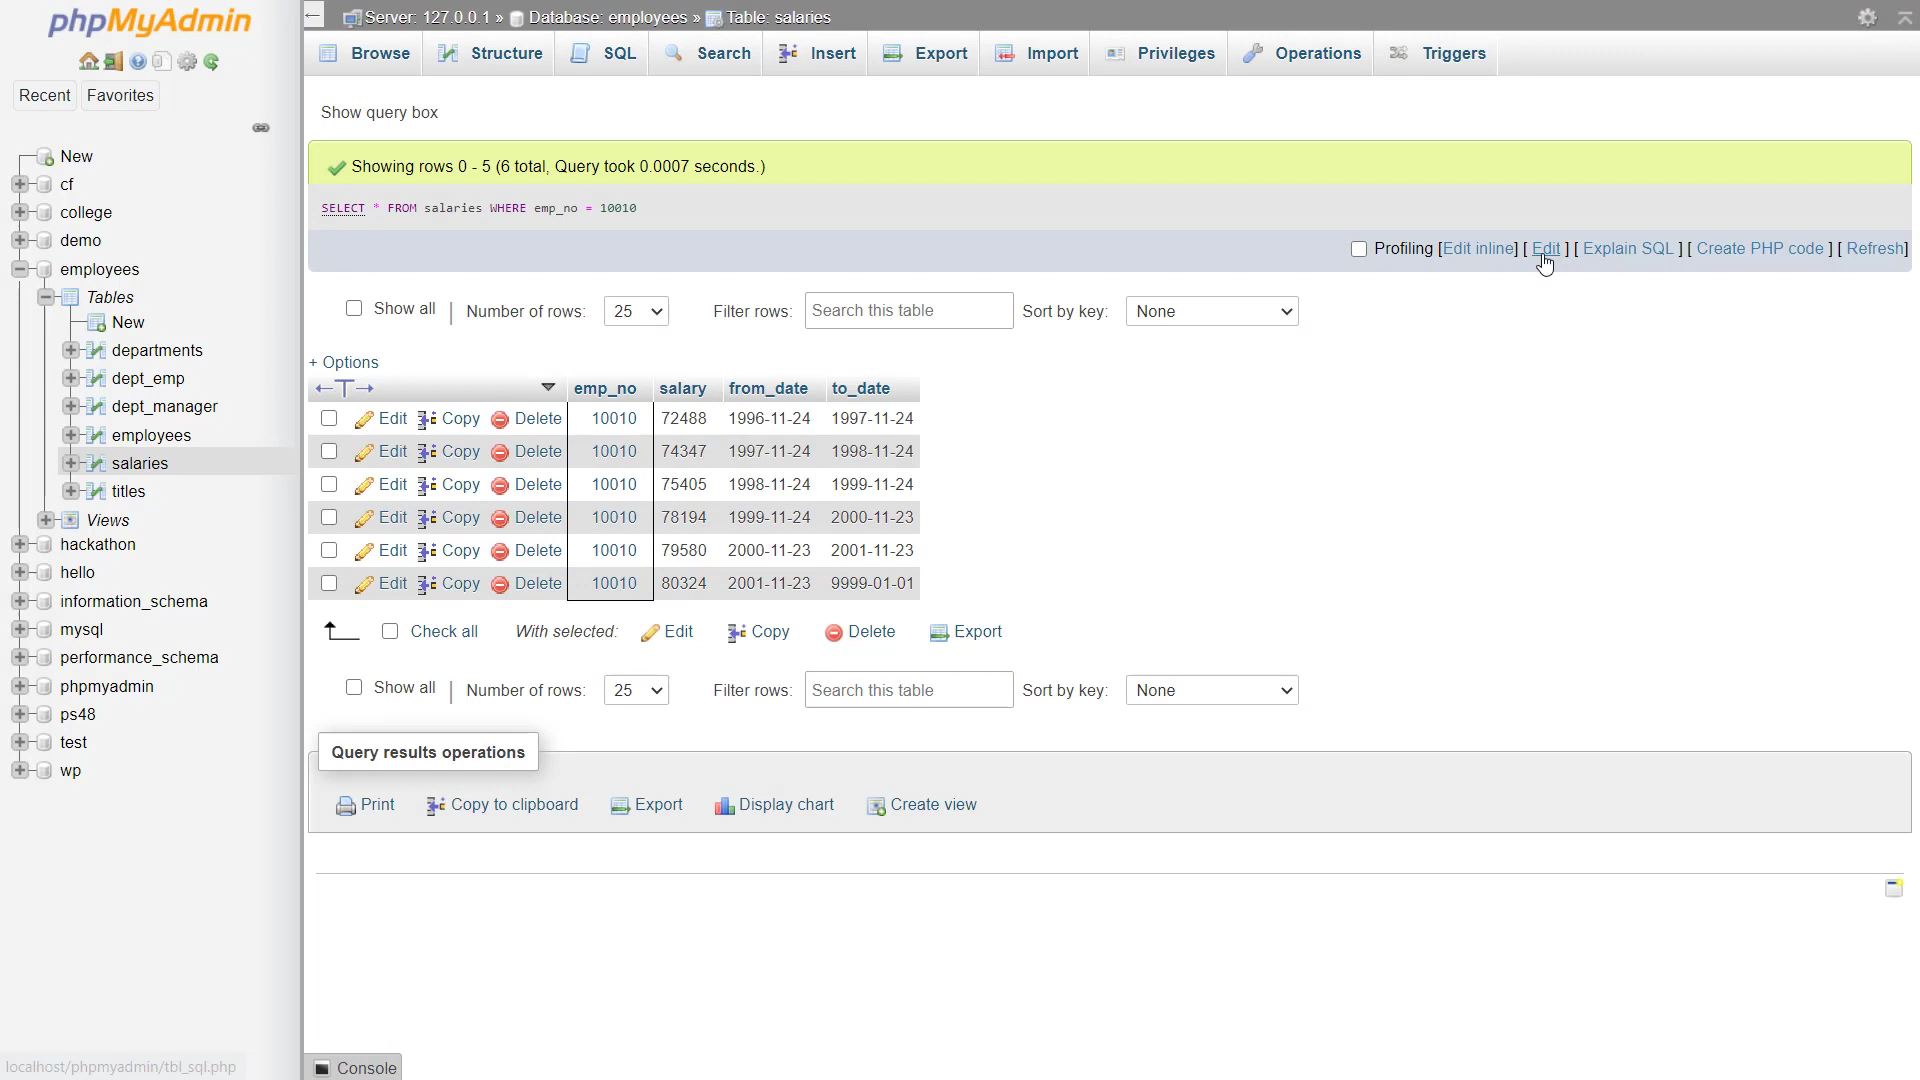 phpMyAdmin
Recent Favorites
New
cf
college
demo
employees
Tables
New
departments
dept_emp
dept_manager
employees
salaries
titles
Views
hackathon
hello
information_schema
mysql
performance_schema
phpmyadmin
ps48
test
wp
localhost/phpmyadmin/tbl_sql.php
Server: 127.0.0.1 » Database: employees » Table: salaries
Browse Structure SQL Search Insert Export Import Privileges Operations Triggers
Show query box
Showing rows 0 - 5 (6 total, Query took 0.0007 seconds.)
SELECT * FROM salaries WHERE emp_no = 10010
Profiling [Edit inline] [ Edit ] [ Explain SQL ] [ Create PHP code ] [ Refresh]
Show all | Number of rows: 25 Filter rows: Search this table Sort by key: None
+ Options
←T→ emp_no salary from_date to_date
Edit Copy Delete 10010 72488 1996-11-24 1997-11-24
Edit Copy Delete 10010 74347 1997-11-24 1998-11-24
Edit Copy Delete 10010 75405 1998-11-24 1999-11-24
Edit Copy Delete 10010 78194 1999-11-24 2000-11-23
Edit Copy Delete 10010 79580 2000-11-23 2001-11-23
Edit Copy Delete 10010 80324 2001-11-23 9999-01-01
Check all With selected: Edit Copy Delete Export
Show all | Number of rows: 25 Filter rows: Search this table Sort by key: None
Query results operations
Print Copy to clipboard Export Display chart Create view
Console